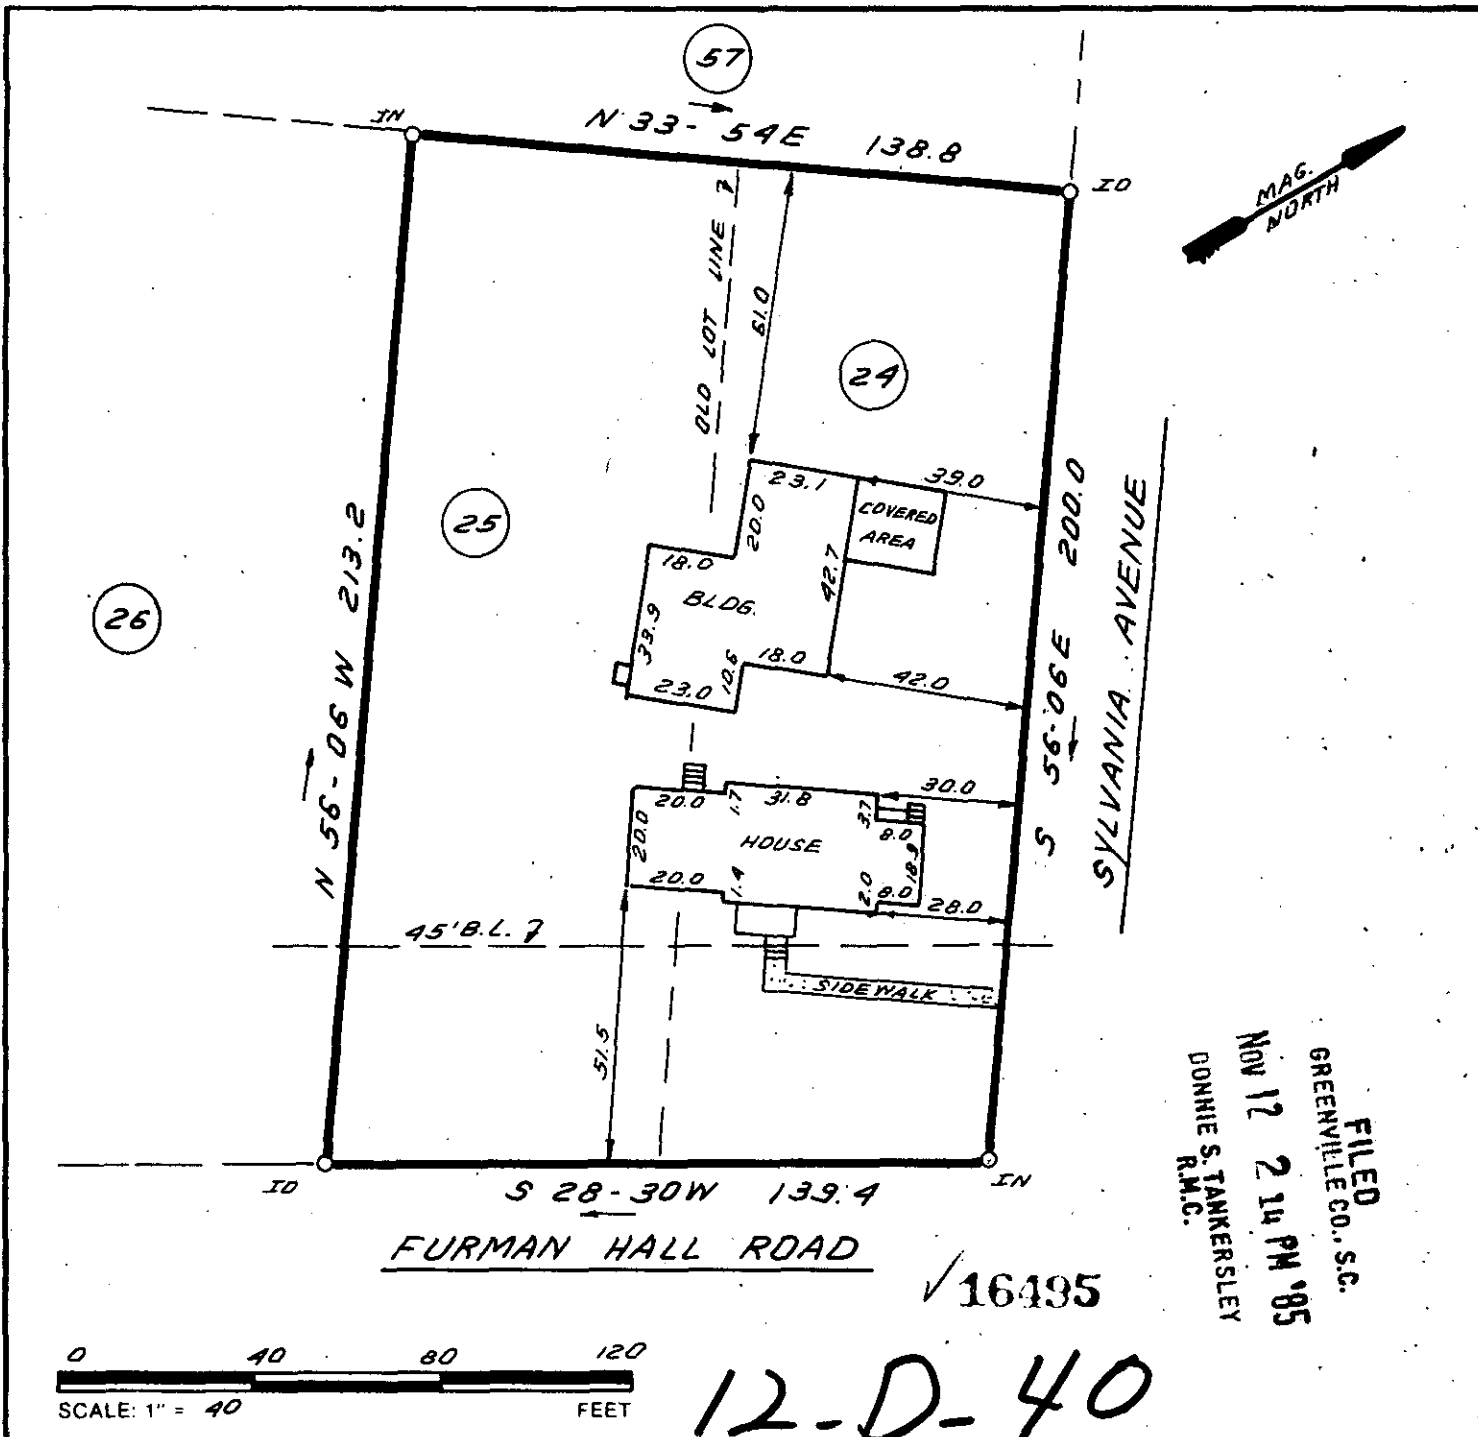 57
IN
N 33-54E 138.8
IO
MAG.
NORTH
OLD LOT LINE
61.0
24
39.0
23.1
COVERED
AREA
20.0
25
18.0
42.7
BLDG.
33.9
10.6
18.0
23.0
42.0
26
N 56-06 W 213.2
S 56-06E 200.0
SYLVANIA AVENUE
30.0
20.0
1.7
31.8
3.7
8.0
20.0
HOUSE
18.9
20.0
1.4
2.0
8.0
28.0
45' B.L.
SIDEWALK
51.5
IO
S 28-30W 139.4
IN
FURMAN HALL ROAD
FILED
GREENVILLE CO., S.C.
NOV 12 2 14 PM '85
DONNIE S. TANKERSLEY
R.M.C.
√16495
0 40 80 120
SCALE: 1" = 40 FEET
12-D-40